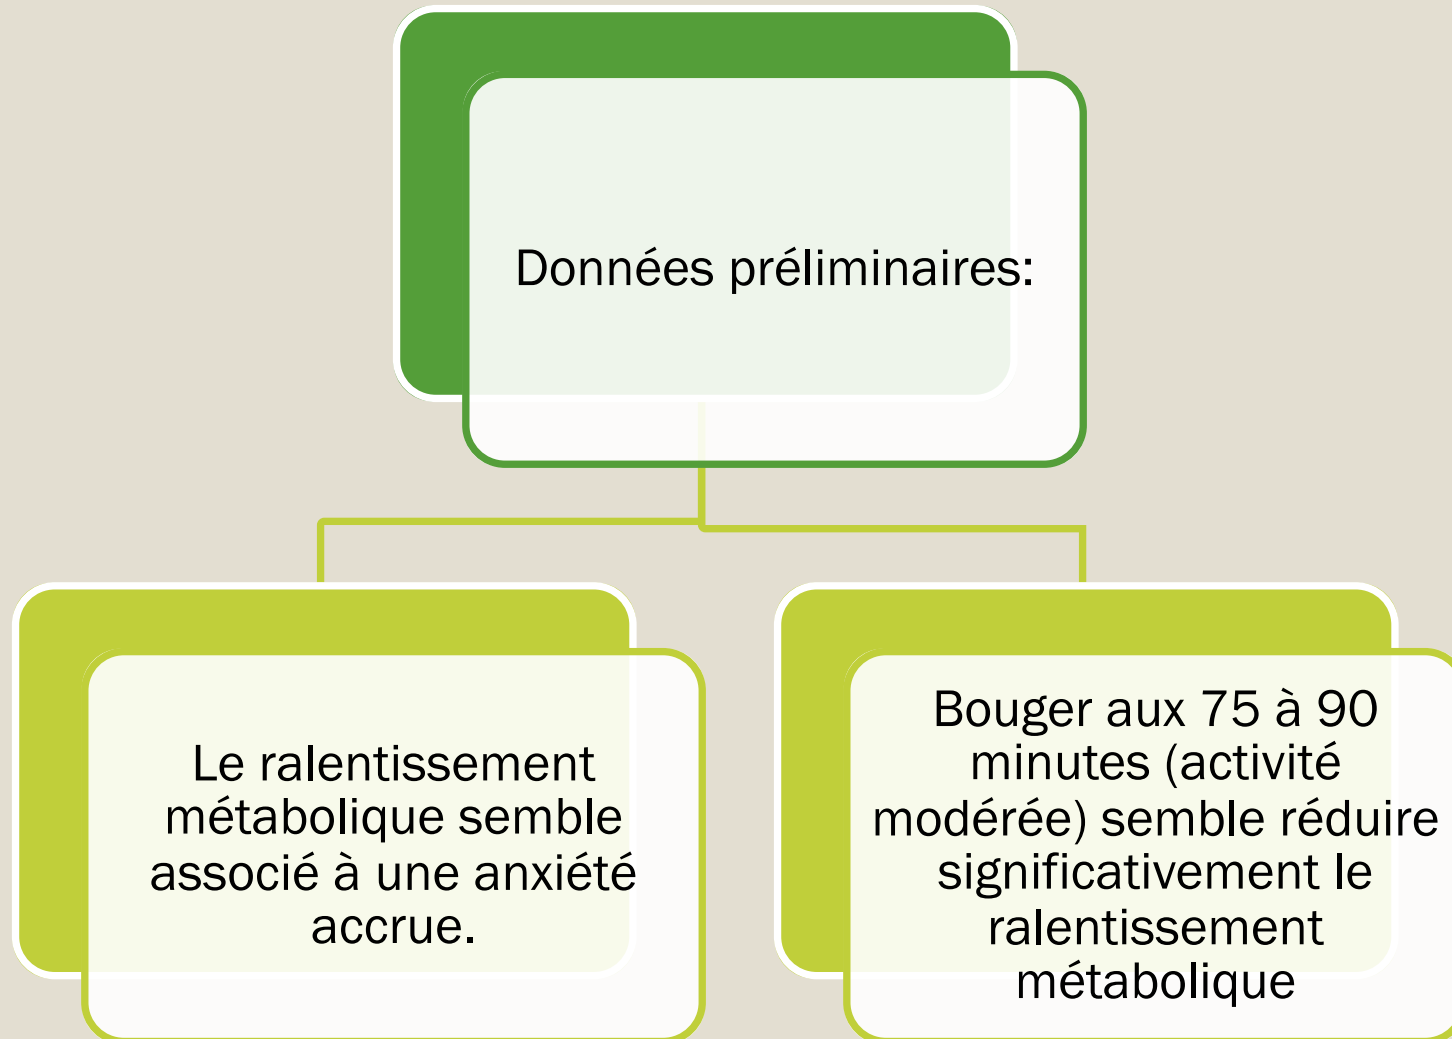 Données préliminaires:
Le ralentissement
métabolique semble
associé à une anxiété
accrue.
Bouger aux 75 à 90
minutes (activité
modérée) semble réduire
significativement le
ralentissement
métabolique